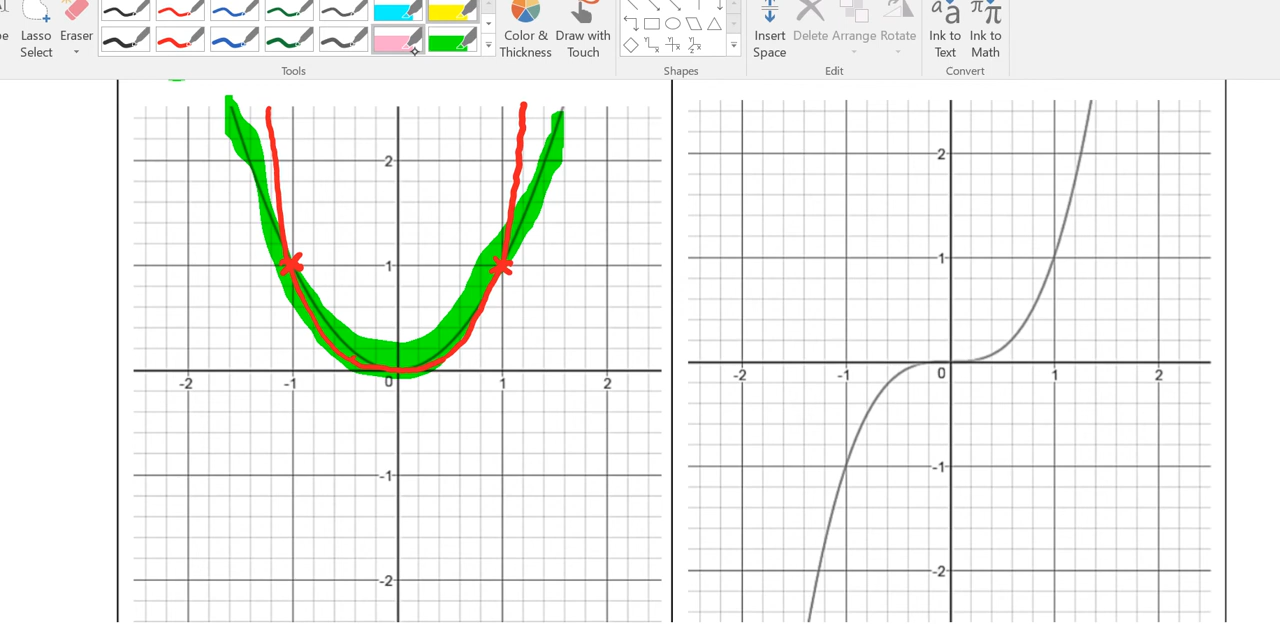 Lasso Select
Eraser
Color & Thickness
Draw with Touch
Insert Space
Delete
Arrange
Rotate
Ink to Text
Ink to Math
Tools
Shapes
Edit
Convert
2
1
-2
-1
0
1
2
-1
-2
2
1
-2
-1
0
1
2
-1
-2